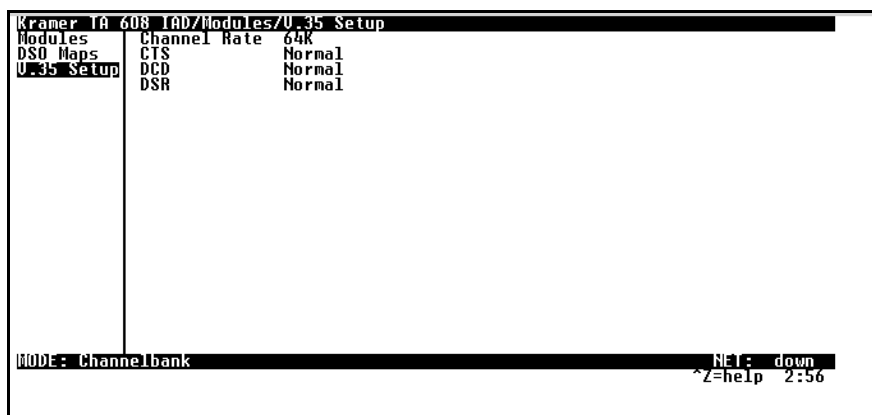 Kramer TA 608 IAD/Modules/V.35 Setup
Modules Channel Rate 64K
DSO Maps CTS Normal
V.35 Setup DCD Normal
DSR Normal
MODE: Channelbank NET: down
^Z=help 2:56